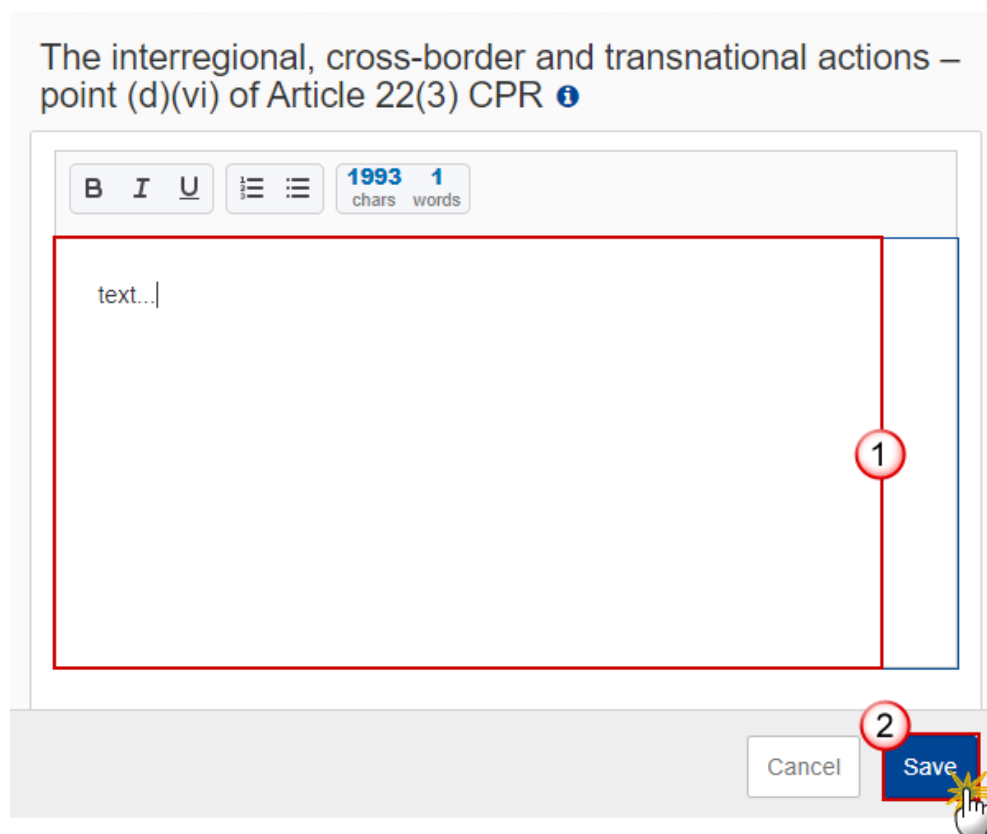 The interregional, cross-border and transnational actions –
point (d)(vi) of Article 22(3) CPR
B I U 1993 1
chars words
text...
1
2
Cancel Save